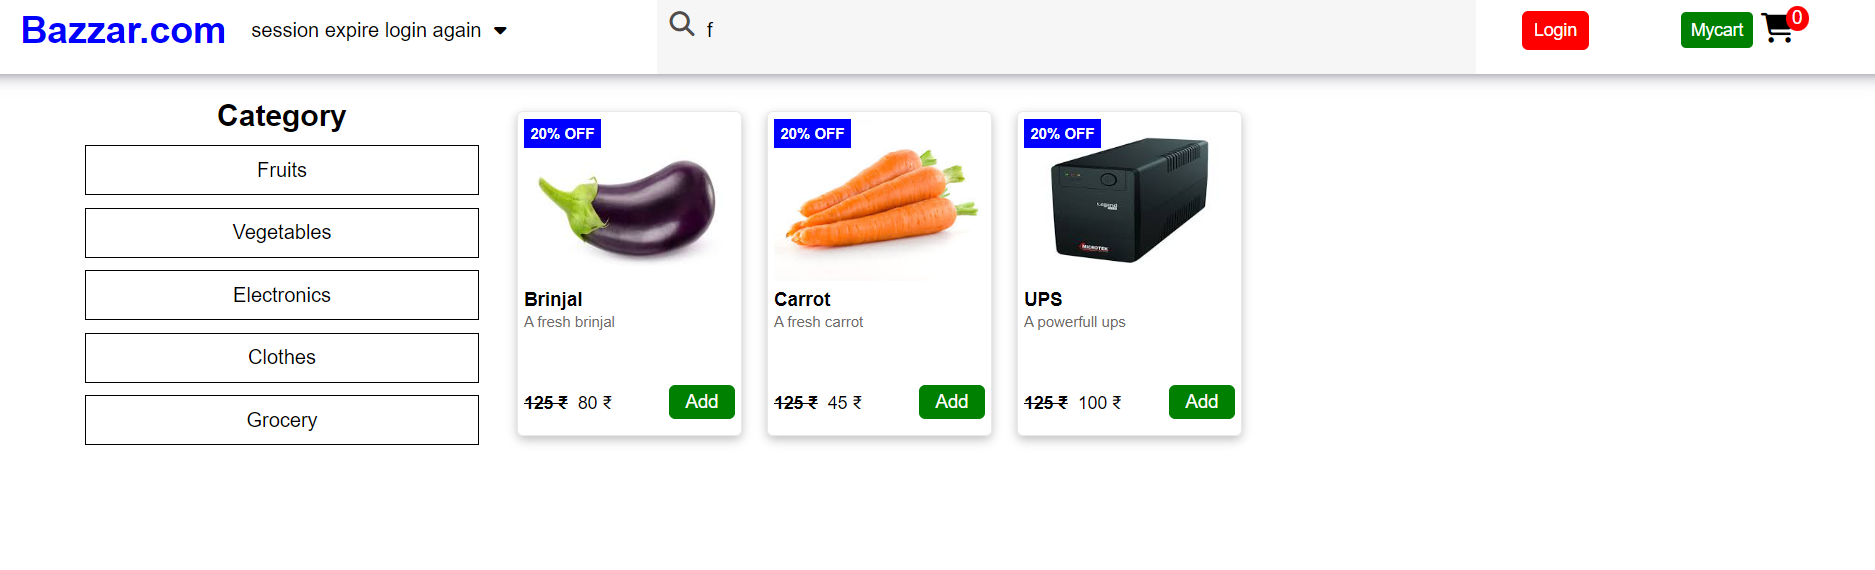 Bazzar.com session expire login again f Login Mycart 0
Category
Fruits
Vegetables
Electronics
Clothes
Grocery
20% OFF
Brinjal
A fresh brinjal
125 ₹ 80 ₹ Add
20% OFF
Carrot
A fresh carrot
125 ₹ 45 ₹ Add
20% OFF
Legend
MICROTEK
UPS
A powerfull ups
125 ₹ 100 ₹ Add